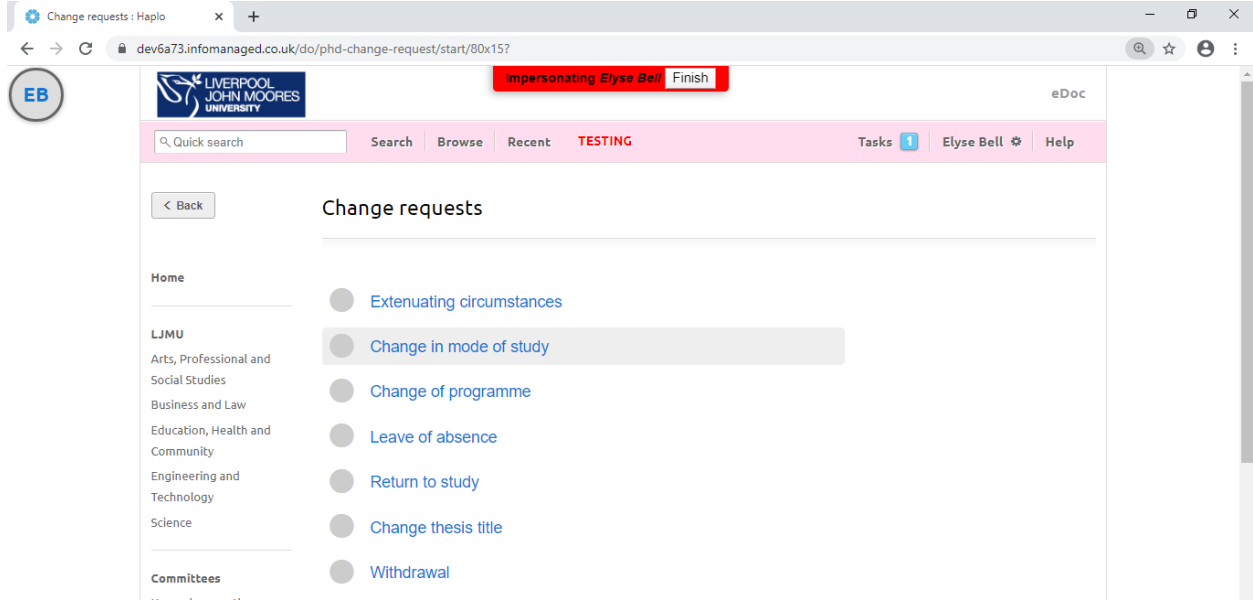 Change requests : Haplo
dev6a73.infomanaged.co.uk/do/phd-change-request/start/80x15?
EB
LIVERPOOL
JOHN MOORES
UNIVERSITY
Impersonating Elyse Bell Finish
eDoc
Quick search
Search Browse Recent TESTING
Tasks 1 Elyse Bell Help
< Back
Change requests
Home
LJMU
Arts, Professional and
Social Studies
Business and Law
Education, Health and
Community
Engineering and
Technology
Science
Committees
Extenuating circumstances
Change in mode of study
Change of programme
Leave of absence
Return to study
Change thesis title
Withdrawal